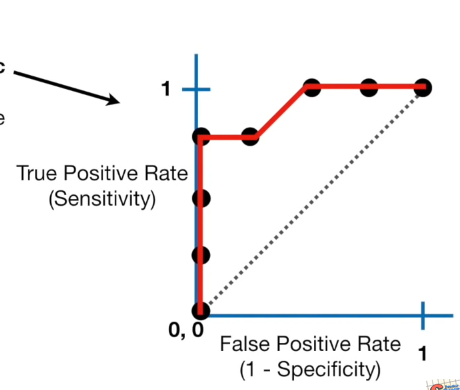 c
e
1
True Positive Rate
(Sensitivity)
0, 0
False Positive Rate
(1 - Specificity)
1